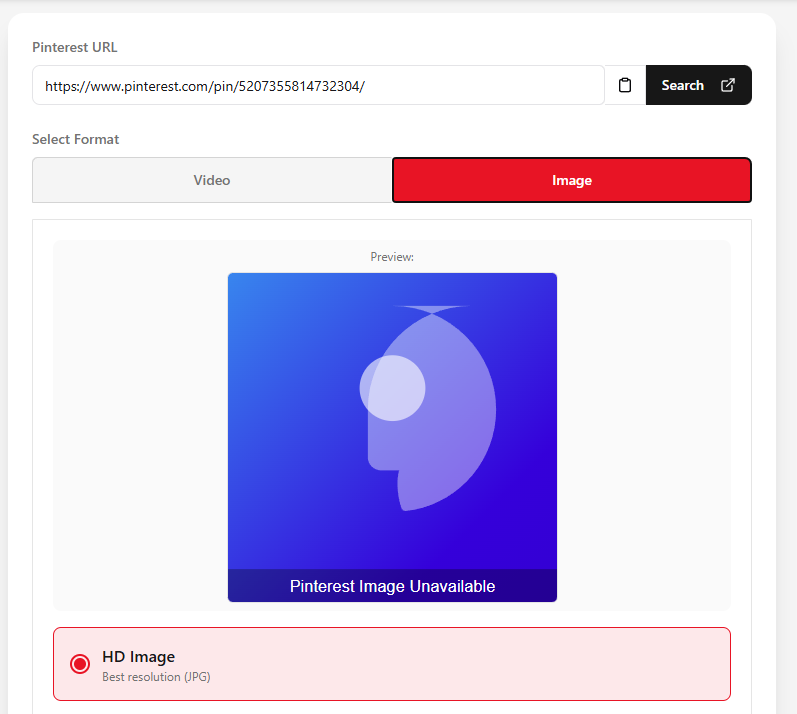 Pinterest URL
https://www.pinterest.com/pin/5207355814732304/
Search
Select Format
Video
Image
Preview:
Pinterest Image Unavailable
HD Image
Best resolution (JPG)